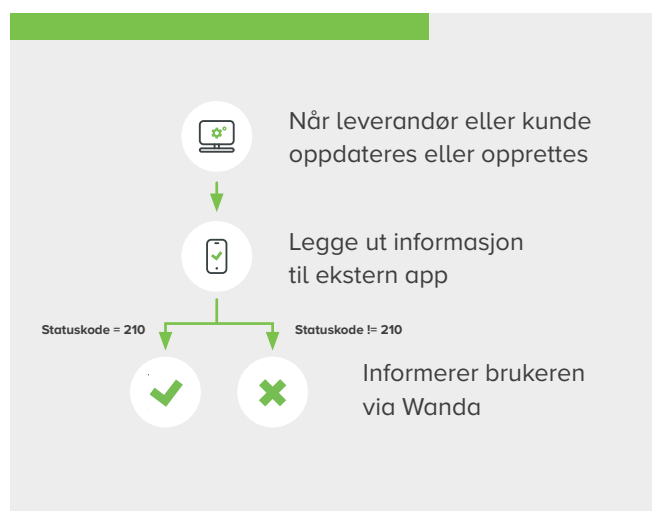 Når leverandør eller kunde
oppdateres eller opprettes
Legge ut informasjon
til ekstern app
Statuskode = 210
Statuskode != 210
Informerer brukeren
via Wanda